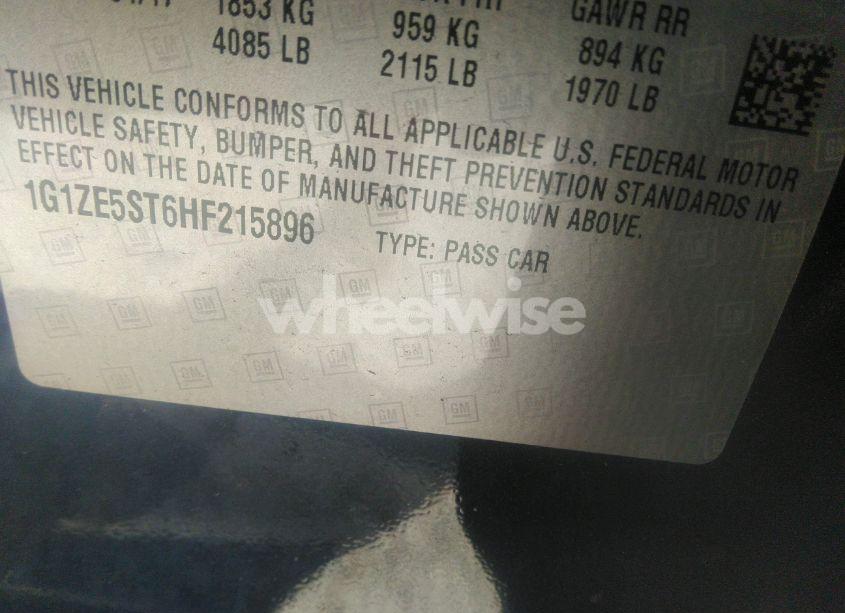 1853 KG
959 KG
GAWR RR
4085 LB
2115 LB
894 KG
1970 LB
THIS VEHICLE CONFORMS TO ALL APPLICABLE U.S. FEDERAL MOTOR
VEHICLE SAFETY, BUMPER, AND THEFT PREVENTION STANDARDS IN
EFFECT ON THE DATE OF MANUFACTURE SHOWN ABOVE.
1G1ZE5ST6HF215896 TYPE: PASS CAR
wheelwise